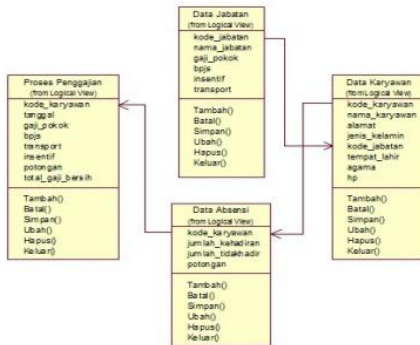 Data Jabatan
(from Logical View)
kode_jabatan
nama_jabatan
gaji_pokok
bpjs
insentif
transport
Tambah()
Batal()
Simpan()
Ubah()
Hapus()
Keluar()
Proses Penggajian
(from Logical View)
kode_karyawan
tanggal
gaji_pokok
bpjs
transport
insentif
potongan
total_gaji_bersih
Tambah()
Batal()
Simpan()
Ubah()
Hapus()
Keluar()
Data Karyawan
(from Logical View)
kode_karyawan
nama_karyawan
alamat
jenis_kelamin
kode_jabatan
tempat_lahir
agama
hp
Tambah()
Batal()
Simpan()
Ubah()
Hapus()
Keluar()
Data Absensi
(from Logical View)
kode_karyawan
jumlah_kehadiran
jumlah_tidakhadir
potongan
Tambah()
Batal()
Simpan()
Ubah()
Hapus()
Keluar()